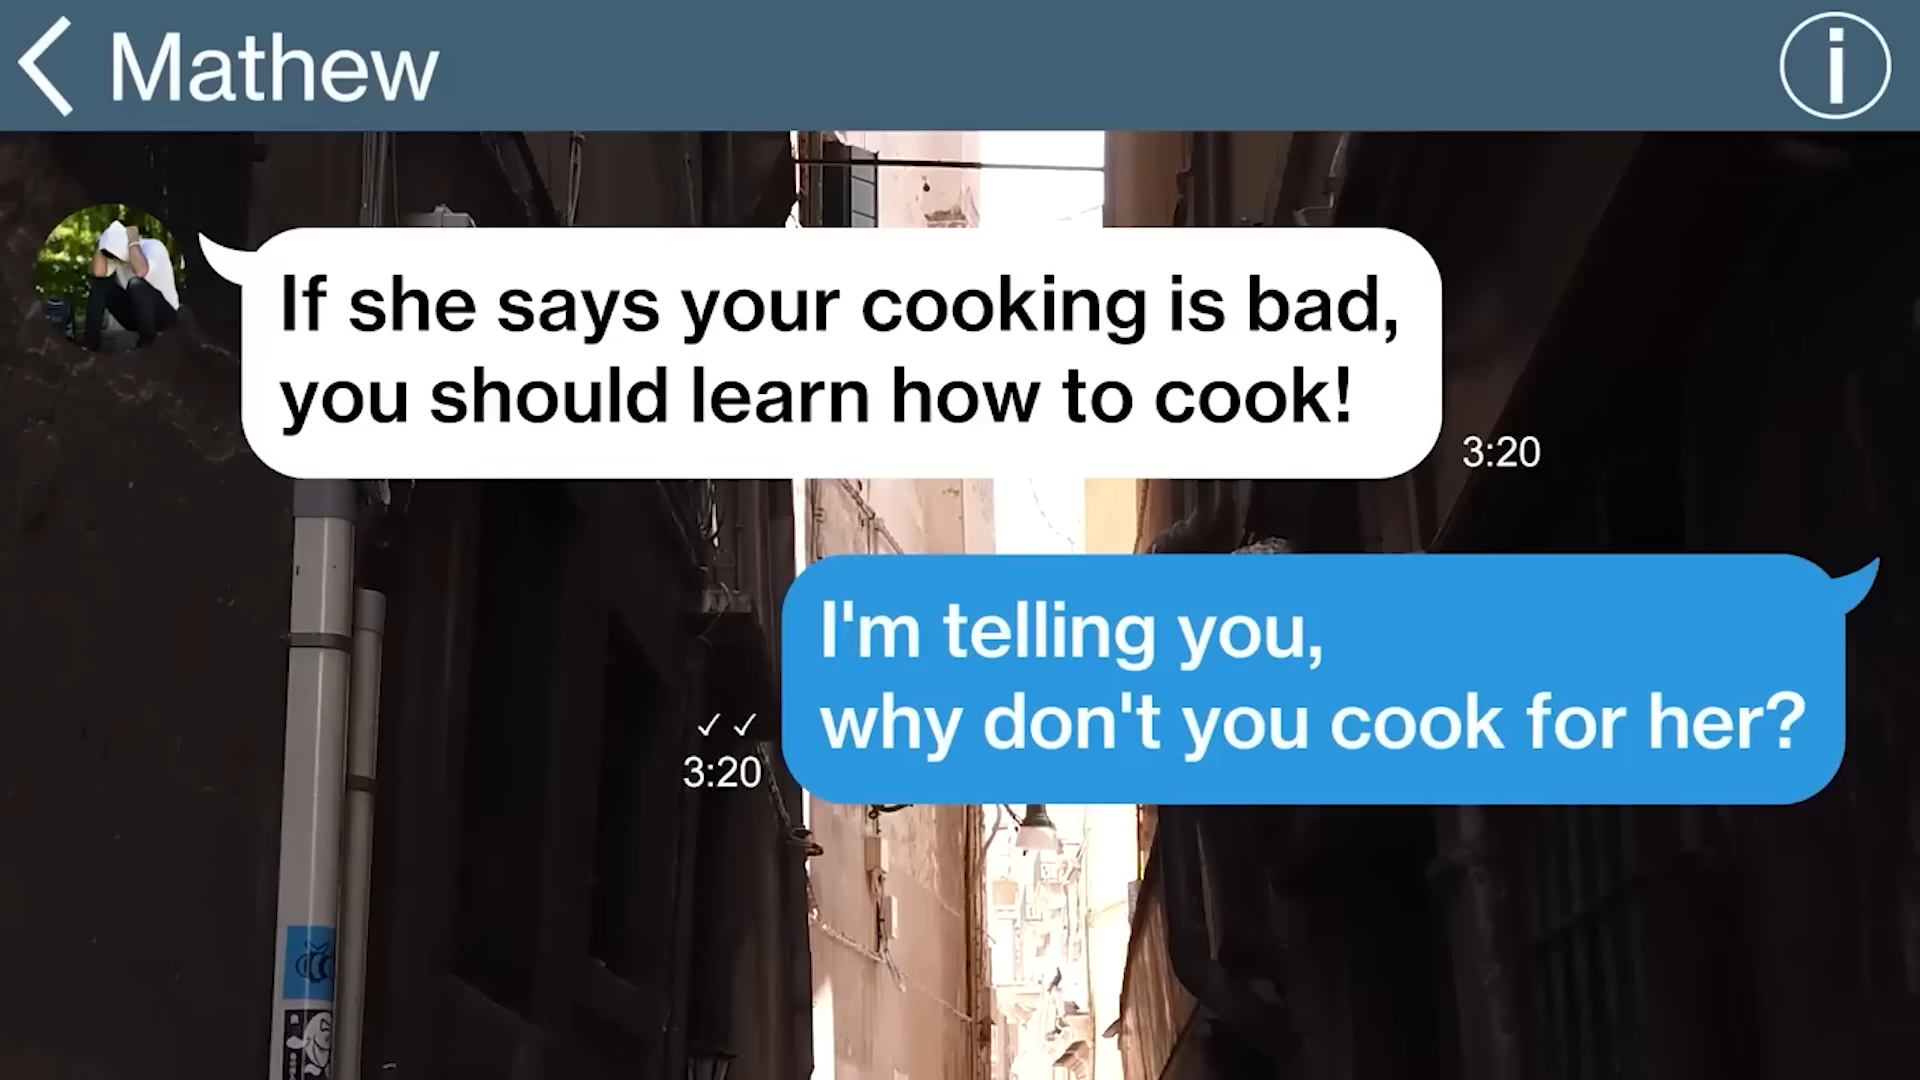 Mathew
If she says your cooking is bad,
you should learn how to cook!
3:20
I'm telling you,
why don't you cook for her?
✓✓
3:20